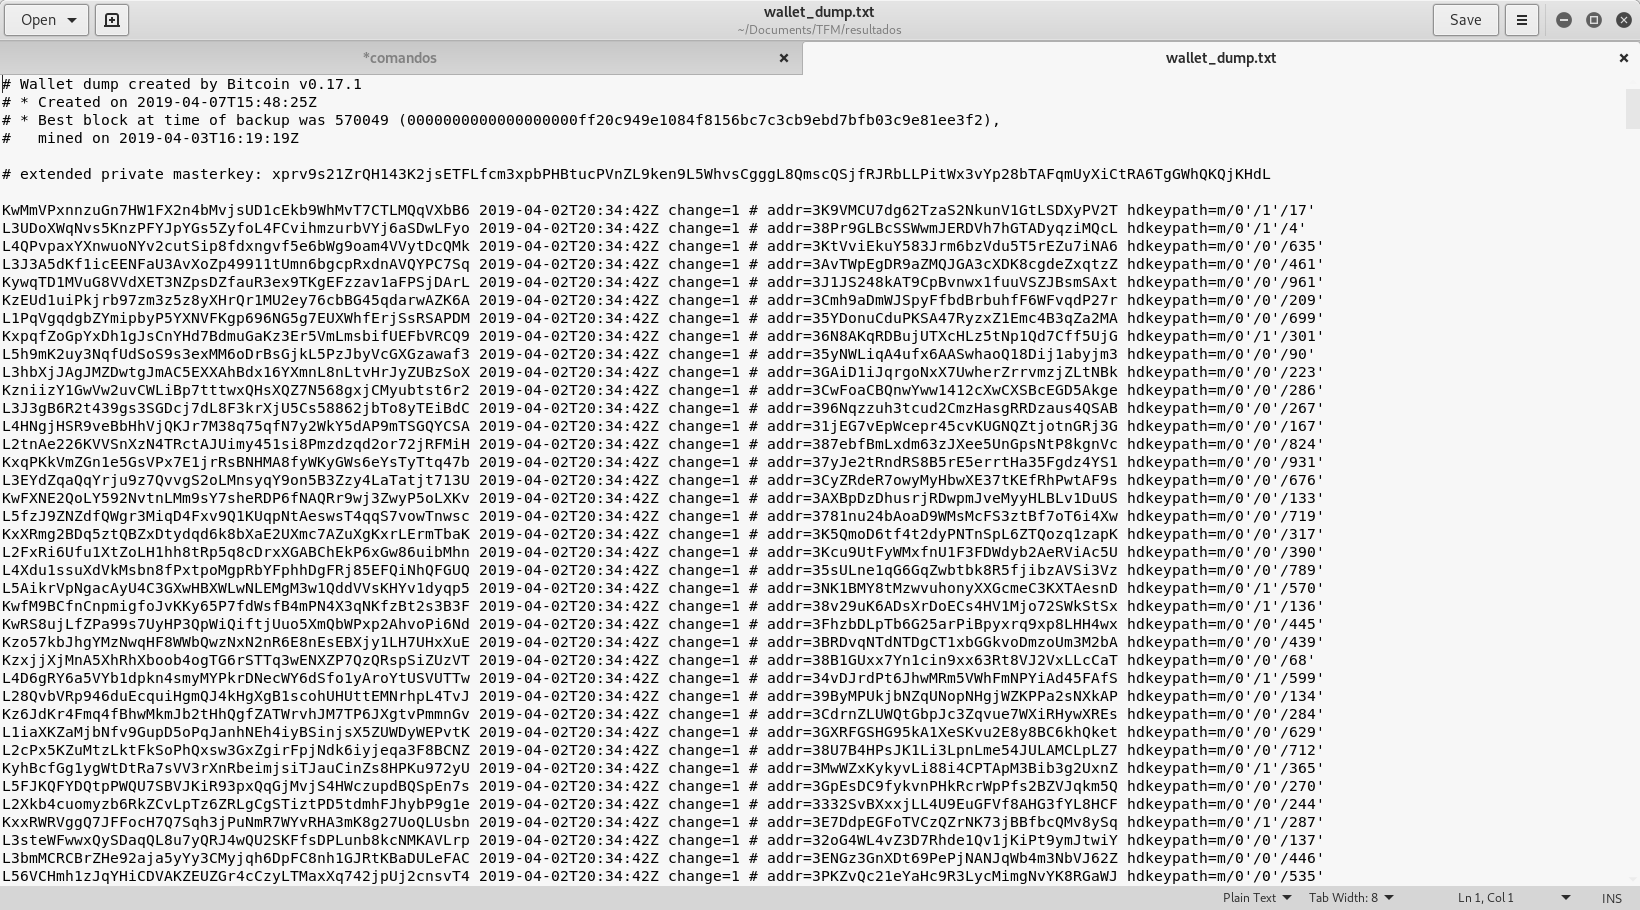 Open
wallet_dump.txt
~/Documents/TFM/resultados
Save
*comandos
wallet_dump.txt
# Wallet dump created by Bitcoin v0.17.1
# * Created on 2019-04-07T15:48:25Z
# * Best block at time of backup was 570049 (0000000000000000000ff20c949e1084f8156bc7c3cb9ebd7bfb03c9e81ee3f2),
#   mined on 2019-04-03T16:19:19Z
# extended private masterkey: xprv9s21ZrQH143K2jsETFLfcm3xpbPHBtucPVnZL9ken9L5WhvsCgggL8QmscQSjfRJRbLLPitWx3vYp28bTAFqmUyXiCtRA6TgGWhQKQjKHdL
KwMmVPxnnzuGn7HW1FX2n4bMvjsUD1cEkb9WhMvT7CTLMQqVXbB6 2019-04-02T20:34:42Z change=1 # addr=3K9VMCU7dg62TzaS2NkunV1GtLSDXyPV2T hdkeypath=m/0'/1'/17'
L3UDoXWqNvs5KnzPFYJpYGs5ZyfoL4FCvihmzurbVYj6aSDwLFyo 2019-04-02T20:34:42Z change=1 # addr=38Pr9GLBcSSWwmJERDVh7hGTADyqziMQcL hdkeypath=m/0'/1'/4'
L4QPvpaxYXnwuoNYv2cutSip8fdxngvf5e6bWg9oam4VVytDcQMk 2019-04-02T20:34:42Z change=1 # addr=3KtVviEkuY583Jrm6bzVdu5T5rEZu7iNA6 hdkeypath=m/0'/0'/635'
L3J3A5dKf1icEENFaU3AvXoZp49911tUmn6bgcpRxdnAVQYPC7Sq 2019-04-02T20:34:42Z change=1 # addr=3AvTWpEgDR9aZMQJGA3cXDK8cgdeZxqtzZ hdkeypath=m/0'/0'/461'
KywqTD1MVuG8VVdXET3NZpsDZfauR3ex9TKgEFzzav1aFPSjDArL 2019-04-02T20:34:42Z change=1 # addr=3J1JS248kAT9CpBvnwx1fuuVSZJBsmSAxt hdkeypath=m/0'/0'/961'
KzEUd1uiPkjrb97zm3z5z8yXHrQr1MU2ey76cbBG45qdarwAZK6A 2019-04-02T20:34:42Z change=1 # addr=3Cmh9aDmWJSpyFfbdBrbuhfF6WFvqdP27r hdkeypath=m/0'/0'/209'
L1PqVgqdgbZYmipbyP5YXNVFKgp696NG5g7EUXWhfErjSsRSAPDM 2019-04-02T20:34:42Z change=1 # addr=35YDonuCduPKSA47RyzxZ1Emc4B3qZa2MA hdkeypath=m/0'/0'/699'
KxpqfZoGpYxDh1gJsCnYHd7BdmuGaKz3Er5VmLmsbifUEFbVRCQ9 2019-04-02T20:34:42Z change=1 # addr=36N8AKqRDBujUTXcHLz5tNp1Qd7Cff5UjG hdkeypath=m/0'/1'/301'
L5h9mK2uy3NqfUdSoS9s3exMM6oDrBsGjkL5PzJbyVcGXGzawaf3 2019-04-02T20:34:42Z change=1 # addr=35yNWLiqA4ufx6AASwhaoQ18Dij1abyjm3 hdkeypath=m/0'/0'/90'
L3hbXjJAgJMZDwtgJmAC5EXXAhBdx16YXmnL8nLtvHrJyZUBzSoX 2019-04-02T20:34:42Z change=1 # addr=3GAiD1iJqrgoNxX7UwherZrrvmzjZLtNBk hdkeypath=m/0'/0'/223'
KzniizY1GwVw2uvCWLiBp7tttwxQHsXQZ7N568gxjCMyubtst6r2 2019-04-02T20:34:42Z change=1 # addr=3CwFoaCBQnwYww1412cXwCXSBcEGD5Akge hdkeypath=m/0'/0'/286'
L3J3gB6R2t439gs3SGDcj7dL8F3krXjU5Cs58862jbTo8yTEiBdC 2019-04-02T20:34:42Z change=1 # addr=396Nqzzuh3tcud2CmzHasgRRDzaus4QSAB hdkeypath=m/0'/0'/267'
L4HNgjHSR9veBbHhVjQKJr7M38q75qfN7y2WkY5dAP9mTSGQYCSA 2019-04-02T20:34:42Z change=1 # addr=31jEG7vEpWcepr45cvKUGNQZtjotnGRj3G hdkeypath=m/0'/0'/167'
L2tnAe226KVVSnXzN4TRctAJUimy451si8Pmzdzqd2or72jRFMiH 2019-04-02T20:34:42Z change=1 # addr=387ebfBmLxdm63zJXee5UnGpsNtP8kgnVc hdkeypath=m/0'/0'/824'
KxqPKkVmZGn1e5GsVPx7E1jrRsBNHMA8fyWKyGWs6eYsTyTtq47b 2019-04-02T20:34:42Z change=1 # addr=37yJe2tRndRS8B5rE5errtHa35Fgdz4YS1 hdkeypath=m/0'/0'/931'
L3EYdZqaQqYrju9z7QvvgS2oLMnsyqY9on5B3Zzy4LaTatjt713U 2019-04-02T20:34:42Z change=1 # addr=3CyZRdeR7owyMyHbwXE37tKEfRhPwtAF9s hdkeypath=m/0'/0'/676'
KwFXNE2QoLY592NvtnLMm9sY7sheRDP6fNAQRr9wj3ZwyP5oLXKv 2019-04-02T20:34:42Z change=1 # addr=3AXBpDzDhusrjRDwpmJveMyyHLBLv1DuUS hdkeypath=m/0'/0'/133'
L5fzJ9ZNZdfQWgr3MiqD4Fxv9Q1KUqpNtAeswsT4qqS7vowTnwsc 2019-04-02T20:34:42Z change=1 # addr=3781nu24bAoaD9WMsMcFS3ztBf7oT6i4Xw hdkeypath=m/0'/0'/719'
KxXRmg2BDq5ztQBZxDtydqd6k8bXaE2UXmc7AZuXgKxrLErmTbaK 2019-04-02T20:34:42Z change=1 # addr=3K5QmoD6tf4t2dyPNTnSpL6ZTQozq1zapK hdkeypath=m/0'/0'/317'
L2FxRi6Ufu1XtZoLH1hh8tRp5q8cDrxXGABChEkP6xGw86uibMhn 2019-04-02T20:34:42Z change=1 # addr=3Kcu9UtFyWMxfnU1F3FDWdyb2AeRViAc5U hdkeypath=m/0'/0'/390'
L4Xdu1ssuXdVkMsbn8fPxtpoMgpRbYFphhDgFRj85EFQiNhQFGUQ 2019-04-02T20:34:42Z change=1 # addr=35sULne1qG6GqZwbtbk8R5fjibzAVSi3Vz hdkeypath=m/0'/0'/789'
L5AikrVpNgacAyU4C3GXwHBXWLwNLEMgM3w1QddVVsKHYv1dyqp5 2019-04-02T20:34:42Z change=1 # addr=3NK1BMY8tMzwvuhonyXXGcmeC3KXTAesnD hdkeypath=m/0'/1'/570'
KwfM9BCfnCnpmigfoJvKKy65P7fdWsfB4mPN4X3qNKfzBt2s3B3F 2019-04-02T20:34:42Z change=1 # addr=38v29uK6ADsXrDoECs4HV1Mjo72SWkStSx hdkeypath=m/0'/1'/136'
KwRS8ujLfZPa99s7UyHP3QpWiQiftjUuo5XmQbWPxp2AhvoPi6Nd 2019-04-02T20:34:42Z change=1 # addr=3FhzbDLpTb6G25arPiBpyxrq9xp8LHH4wx hdkeypath=m/0'/0'/445'
Kzo57kbJhgYMzNwqHF8WWbQwzNxN2nR6E8nEsEBXjy1LH7UHxXuE 2019-04-02T20:34:42Z change=1 # addr=3BRDvqNTdNTDgCT1xbGGkvoDmzoUm3M2bA hdkeypath=m/0'/0'/439'
KzxjjXjMnA5XhRhXboob4ogTG6rSTTq3wENXZP7QzQRspSiZUzVT 2019-04-02T20:34:42Z change=1 # addr=38B1GUxx7Yn1cin9xx63Rt8VJ2VxLLcCaT hdkeypath=m/0'/0'/68'
L4D6gRY6a5VYb1dpkn4smyMYPkrDNecWY6dSfo1yAroYtUSVUTTw 2019-04-02T20:34:42Z change=1 # addr=34vDJrdPt6JhwMRm5VWhFmNPYiAd45FAfS hdkeypath=m/0'/1'/599'
L28QvbVRp946duEcquiHgmQJ4kHgXgB1scohUHUttEMNrhpL4TvJ 2019-04-02T20:34:42Z change=1 # addr=39ByMPUkjbNZqUNopNHgjWZKPPa2sNXkAP hdkeypath=m/0'/0'/134'
Kz6JdKr4Fmq4fBhwMkmJb2tHhQgfZATWrvhJM7TP6JXgtvPmmnGv 2019-04-02T20:34:42Z change=1 # addr=3CdrnZLUWQtGbpJc3Zqvue7WXiRHywXREs hdkeypath=m/0'/0'/284'
L1iaXKZaMjbNfv9GupD5oPqJanhNEh4iyBSinjsX5ZUWDyWEPvtK 2019-04-02T20:34:42Z change=1 # addr=3GXRFGSHG95kA1XeSKvu2E8y8BC6khQket hdkeypath=m/0'/0'/629'
L2cPx5KZuMtzLktFkSoPhQxsw3GxZgirFpjNdk6iyjeqa3F8BCNZ 2019-04-02T20:34:42Z change=1 # addr=38U7B4HPsJK1Li3LpnLme54JULAMCLpLZ7 hdkeypath=m/0'/0'/712'
KyhBcfGg1ygWtDtRa7sVV3rXnRbeimjsiTJauCinZs8HPKu972yU 2019-04-02T20:34:42Z change=1 # addr=3MwWZxKykyvLi88i4CPTApM3Bib3g2UxnZ hdkeypath=m/0'/1'/365'
L5FJKQFYDQtpPWQU7SBVJKiR93pxQqGjMvjS4HWczupdBQSpEn7s 2019-04-02T20:34:42Z change=1 # addr=3GpEsDC9fykvnPHkRcrWpPfs2BZVJqkm5Q hdkeypath=m/0'/0'/270'
L2Xkb4cuomyzb6RkZCvLpTz6ZRLgCgSTiztPD5tdmhFJhybP9g1e 2019-04-02T20:34:42Z change=1 # addr=3332SvBXxxjLL4U9EuGFVf8AHG3fYL8HCF hdkeypath=m/0'/0'/244'
KxxRWRVggQ7JFFocH7Q7Sqh3jPuNmR7WYvRHA3mK8g27UoQLUsbn 2019-04-02T20:34:42Z change=1 # addr=3E7DdpEGFoTVCzQZrNK73jBBfbcQMv8ySq hdkeypath=m/0'/1'/287'
L3steWFwwxQySDaqQL8u7yQRJ4wQU2SKFfsDPLunb8kcNMKAVLrp 2019-04-02T20:34:42Z change=1 # addr=32oG4WL4vZ3D7Rhde1Qv1jKiPt9ymJtwiY hdkeypath=m/0'/0'/137'
L3bmMCRCBrZHe92aja5yYy3CMyjqh6DpFC8nh1GJRtKBaDULeFAC 2019-04-02T20:34:42Z change=1 # addr=3ENGz3GnXDt69PePjNANJqWb4m3NbVJ62Z hdkeypath=m/0'/0'/446'
L56VCHmh1zJqYHiCDVAKZEUZGr4cCzyLTMaxXq742jpUj2cnsvT4 2019-04-02T20:34:42Z change=1 # addr=3PKZvQc21eYaHc9R3LycMimgNvYK8RGaWJ hdkeypath=m/0'/0'/535'
Plain Text
Tab Width: 8
Ln 1, Col 1
INS